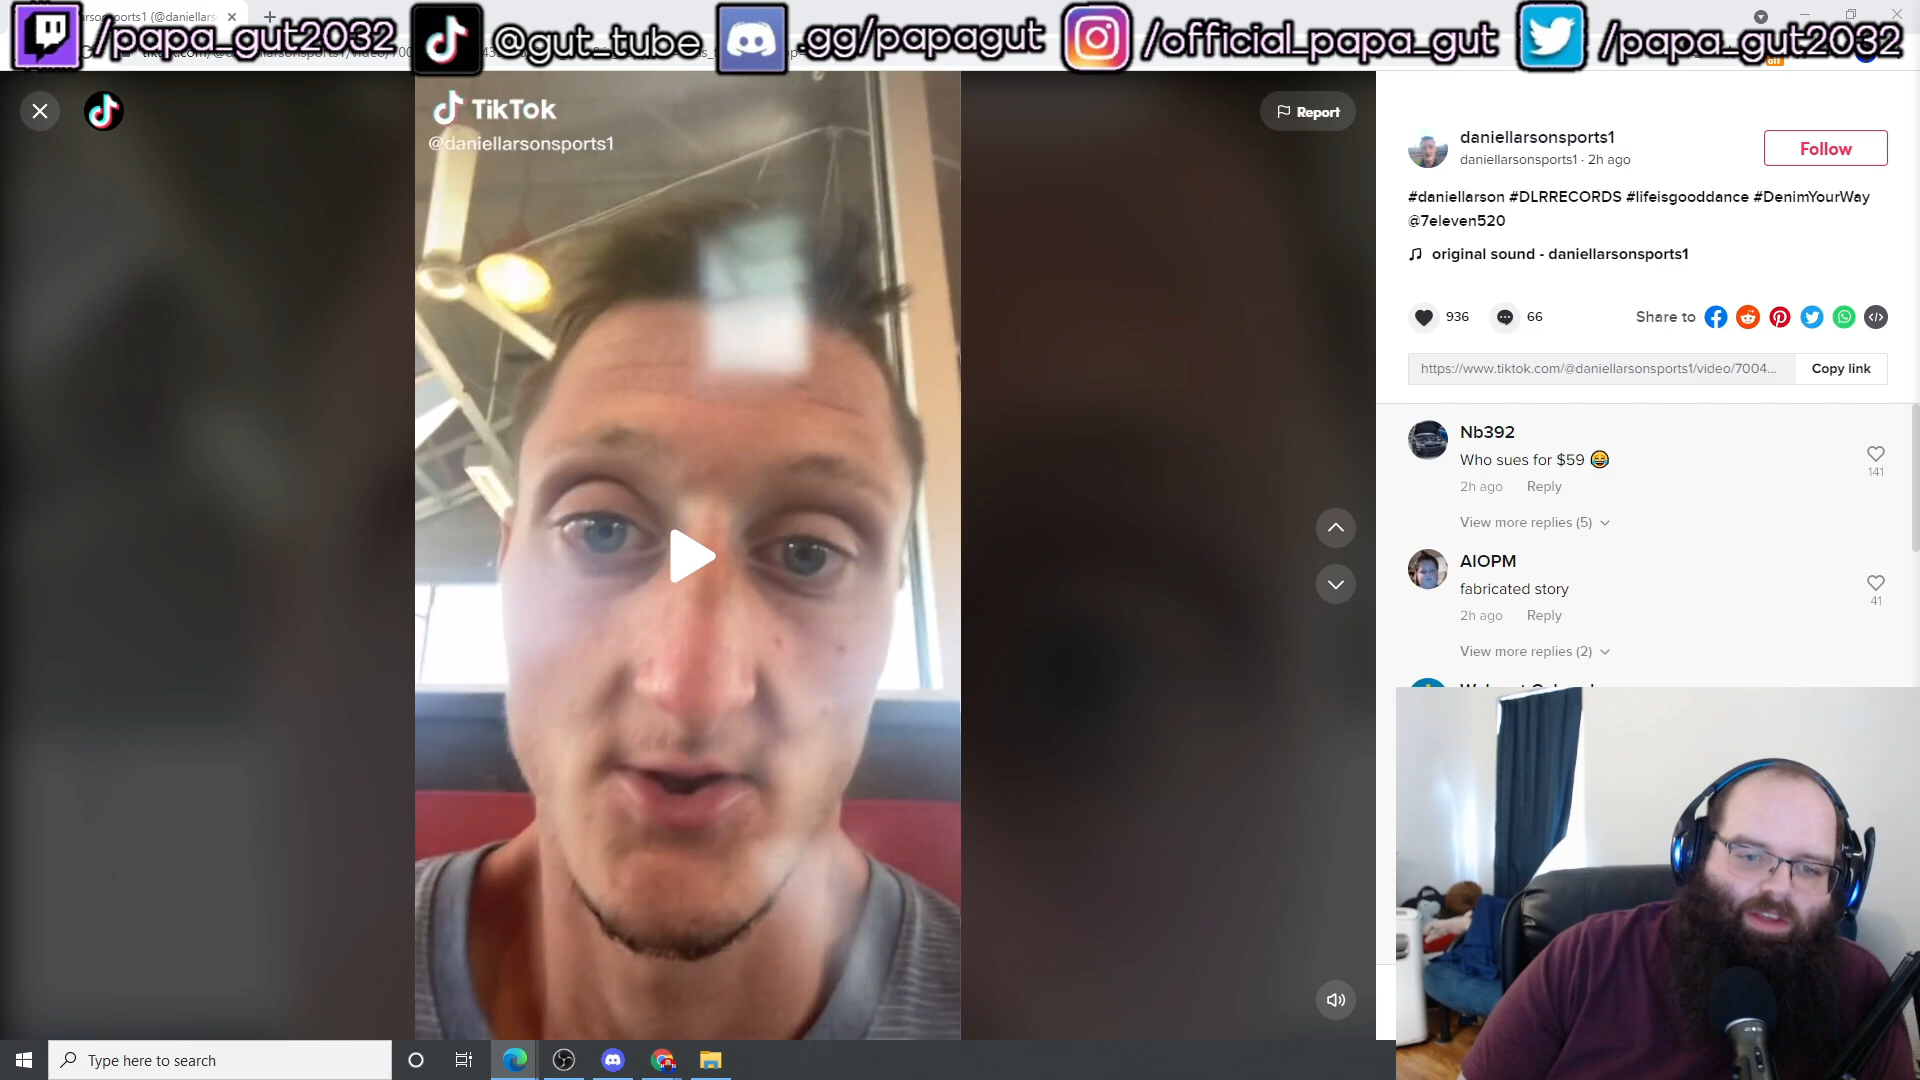 /papa_gut2032
@gut_tube
gg/papagut
/official_papa_gut
/papa_gut2032
TikTok
@daniellarsonsports1
Report
daniellarsonsports1
daniellarsonsports1 · 2h ago
Follow
#daniellarson #DLRRECORDS #lifeisgooddance #DenimYourWay
@7eleven520
original sound - daniellarsonsports1
936
66
Share to
https://www.tiktok.com/@daniellarsonsports1/video/7004...
Copy link
Nb392
Who sues for $59 😂
141
2h ago Reply
View more replies (5)
AIOPM
fabricated story
41
2h ago Reply
View more replies (2)
Type here to search